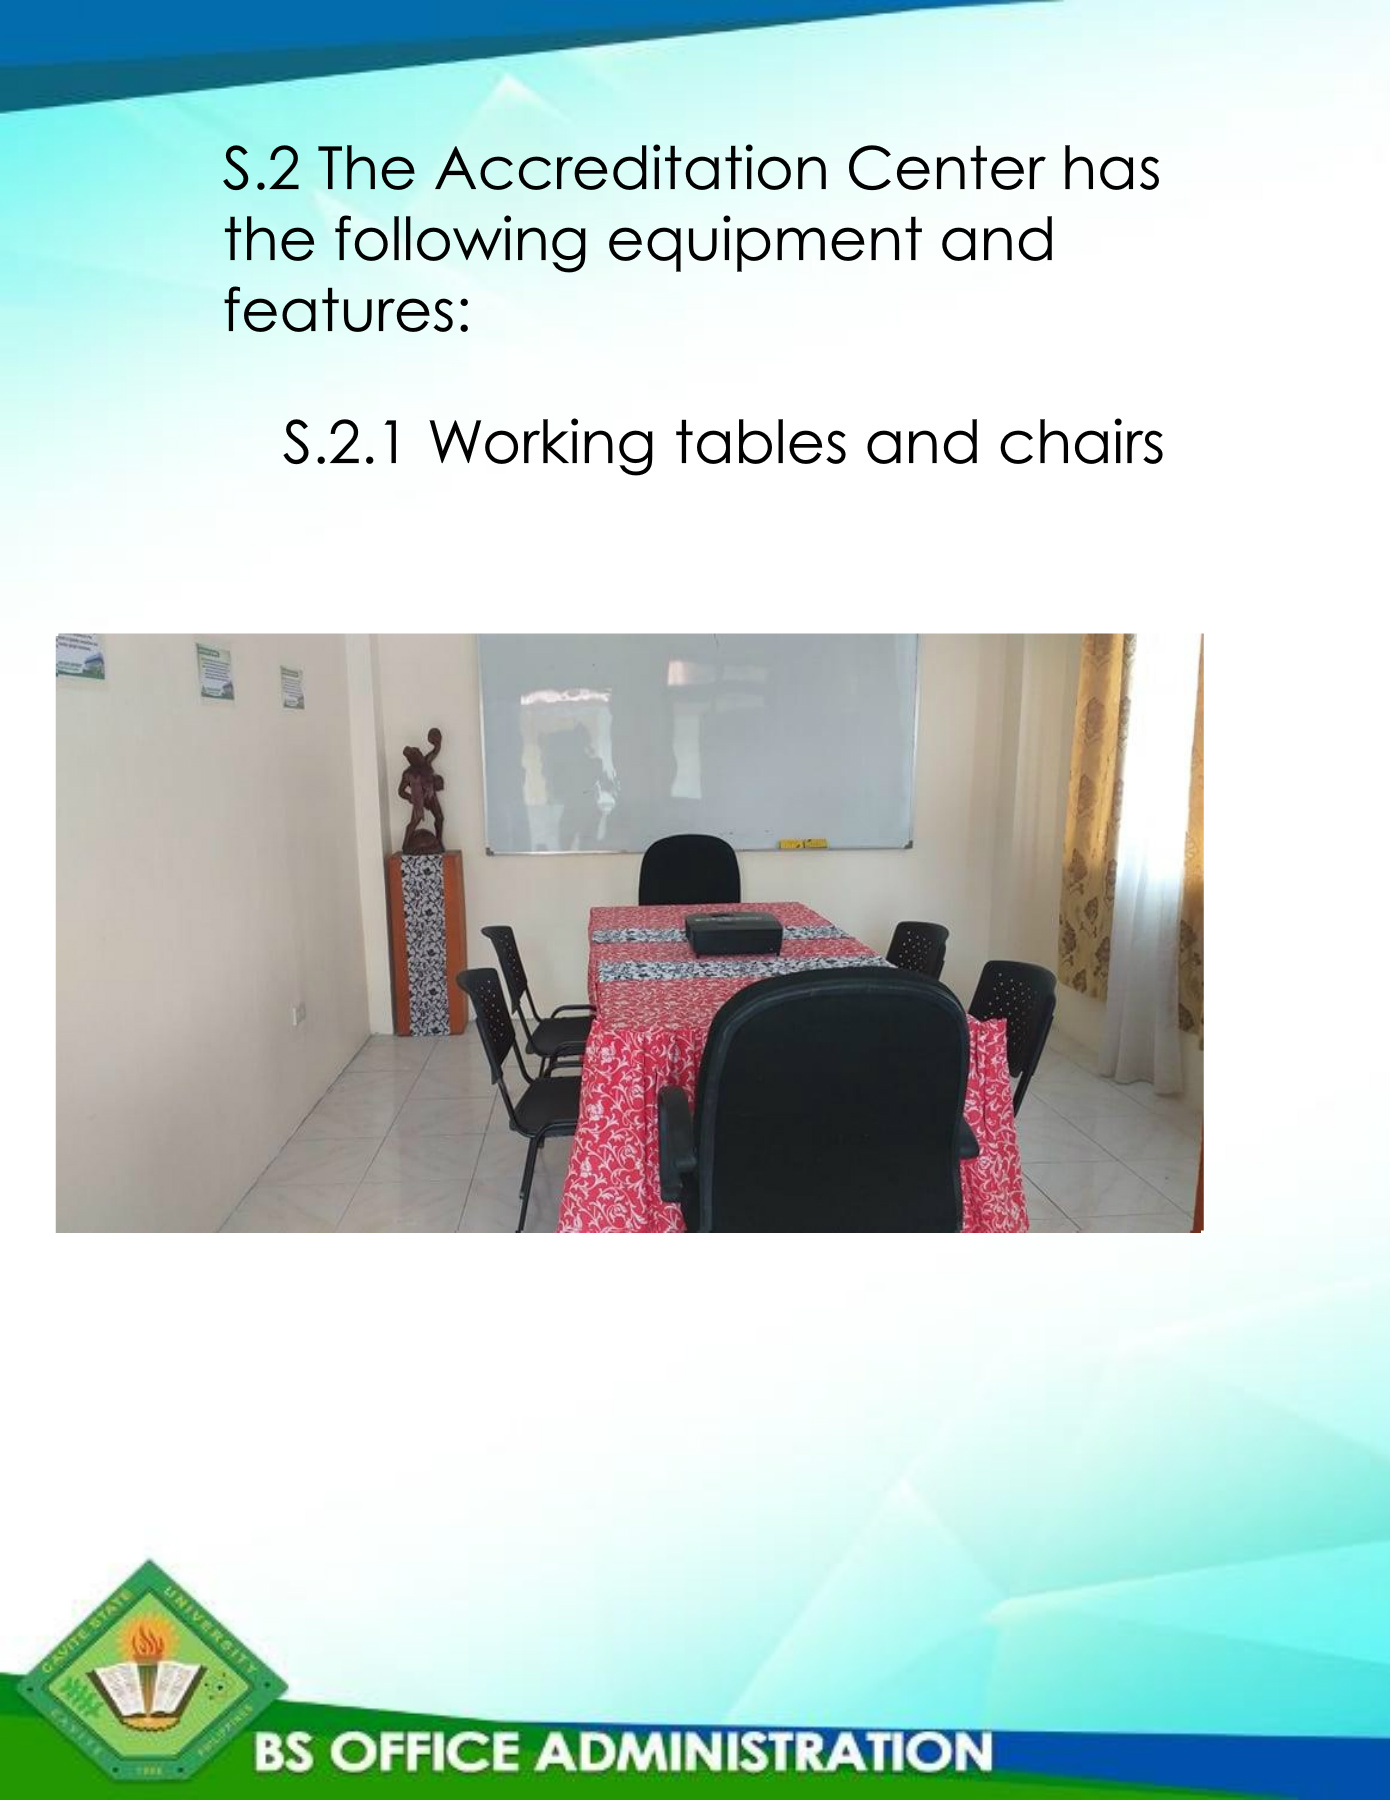 S.2 The Accreditation Center has
the following equipment and
features:
S.2.1 Working tables and chairs
CAVITE STATE UNIVERSITY
CAVITE
PHILIPPINES
1906
BS OFFICE ADMINISTRATION